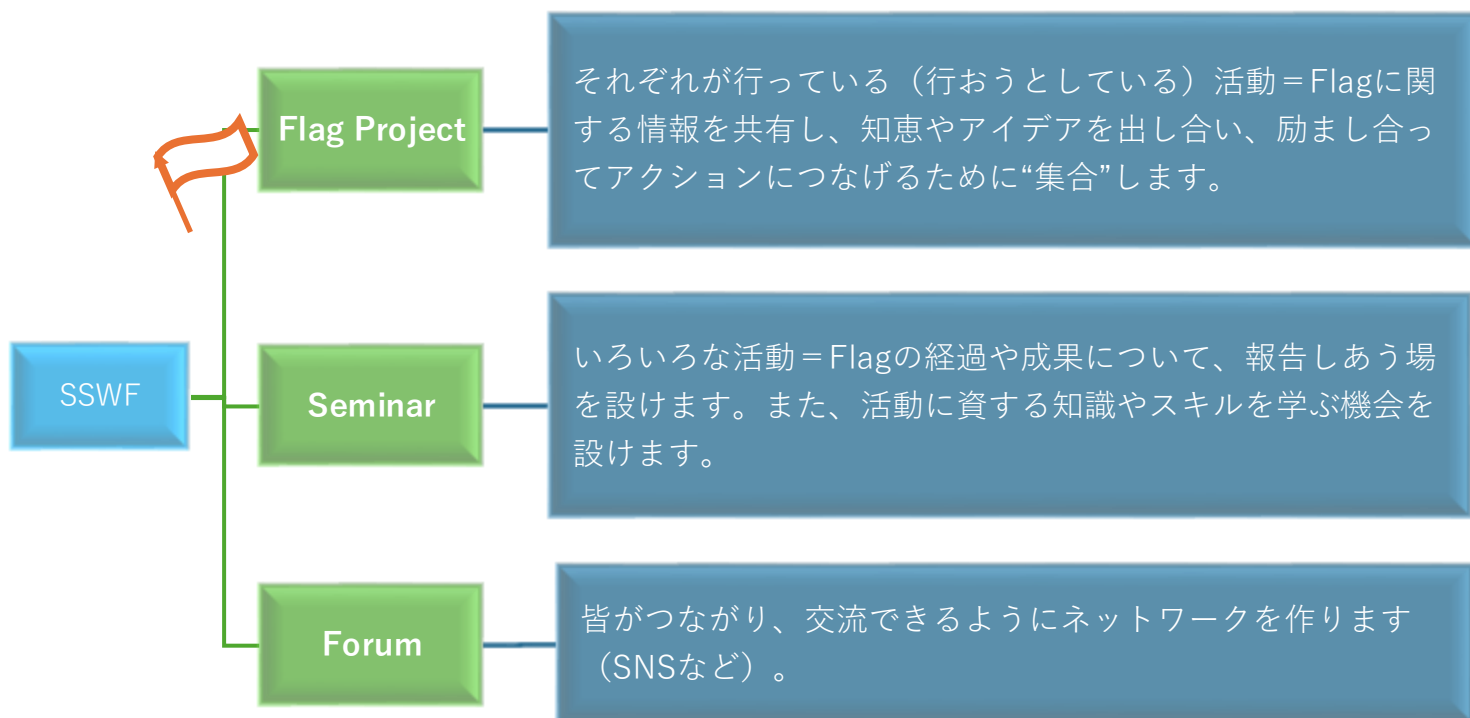 Flag Project
それぞれが行っている（行おうとしている）活動＝Flagに関
する情報を共有し、知恵やアイデアを出し合い、励まし合っ
てアクションにつなげるために“集合”します。
SSWF
Seminar
いろいろな活動＝Flagの経過や成果について、報告しあう場
を設けます。また、活動に資する知識やスキルを学ぶ機会を
設けます。
Forum
皆がつながり、交流できるようにネットワークを作ります
（SNSなど）。